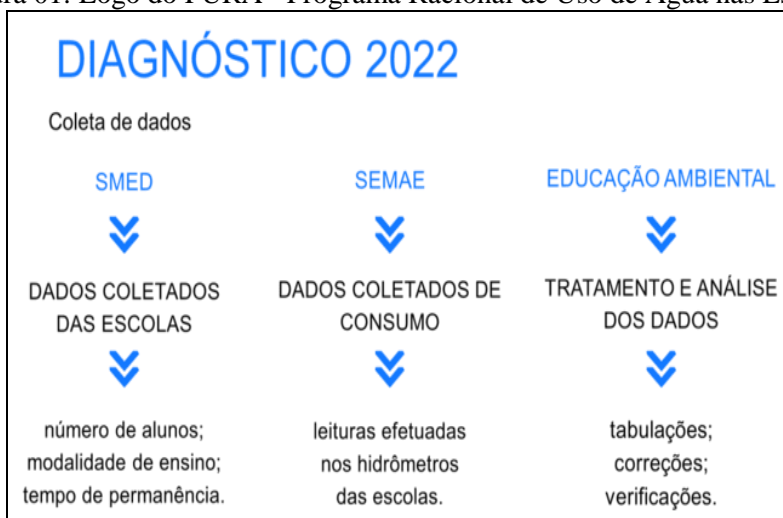 01: Logo do PURA - Programa Racional de Uso de Água nas
DIAGNÓSTICO 2022
Coleta de dados
SMED
DADOS COLETADOS
DAS ESCOLAS
número de alunos;
modalidade de ensino;
tempo de permanência.
SEMAE
DADOS COLETADOS DE
CONSUMO
leituras efetuadas
nos hidrômetros
das escolas.
EDUCAÇÃO AMBIENTAL
TRATAMENTO E ANÁLISE
DOS DADOS
tabulações;
correções;
verificações.